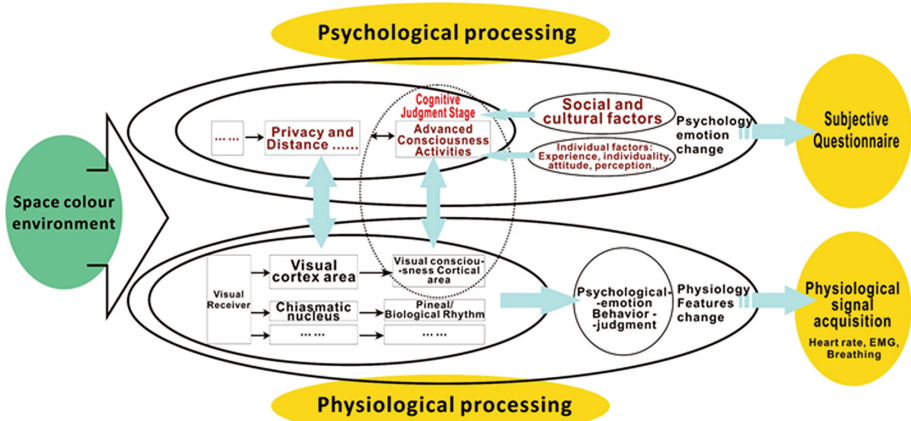 Psychological processing
Cognitive
Judgment Stage
Social and
cultural factors
... ...
Privacy and
Distance ......
Advanced
Consciousness
Activities
Individual factors:
Experience, individuality,
attitude, perception...
Psychology
emotion
change
Subjective
Questionnaire
Space colour
environment
Visual
Receiver
Visual
cortex area
Visual consciou-
-sness Cortical
area
Chiasmatic
nucleus
Pineal/
Biological Rhythm
... ...
... ...
Psychological-
-emotion
Behavior -
-judgment
Physiology
Features
change
Physiological
signal
acquisition
Heart rate, EMG,
Breathing
Physiological processing